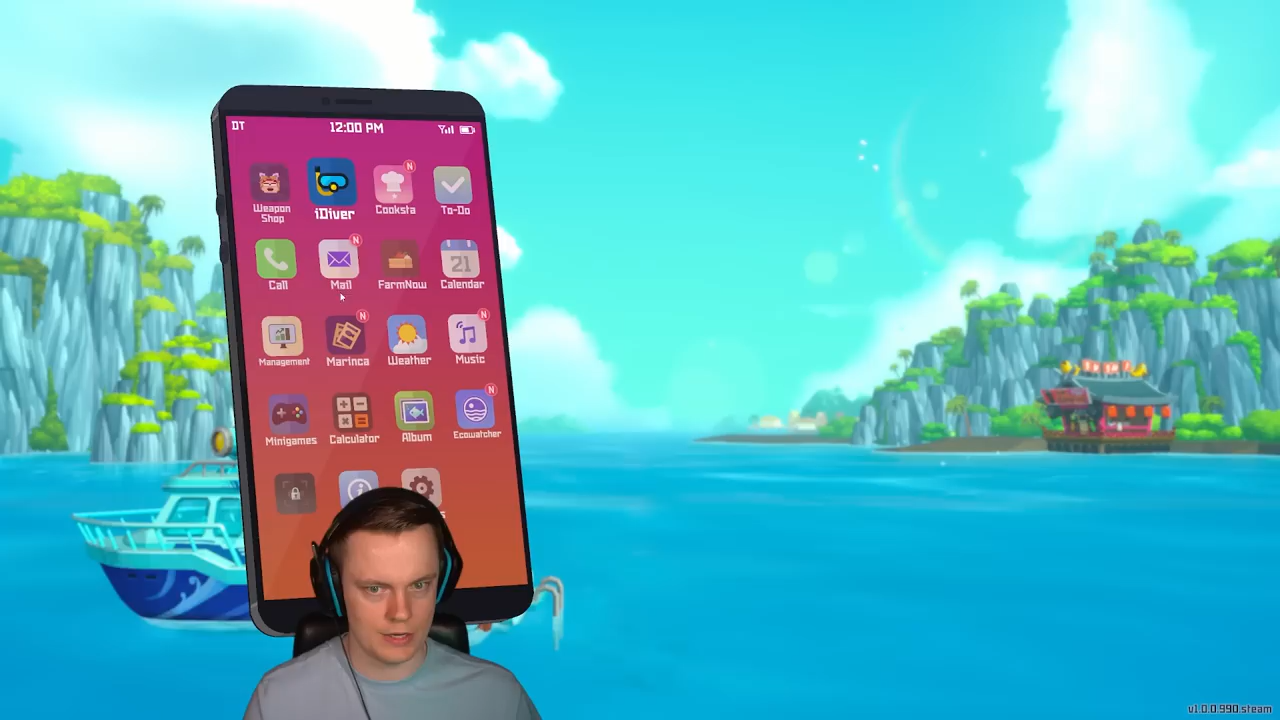 DT
12:00 PM
N
Weapon
Shop
iDiver
Cooksta
To-Do
N
21
Call
Mail
FarmNow
Calendar
N
N
Management
Marinca
Weather
Music
N
Minigames
Calculator
Album
Ecowatcher
v1.0.0.990.steam